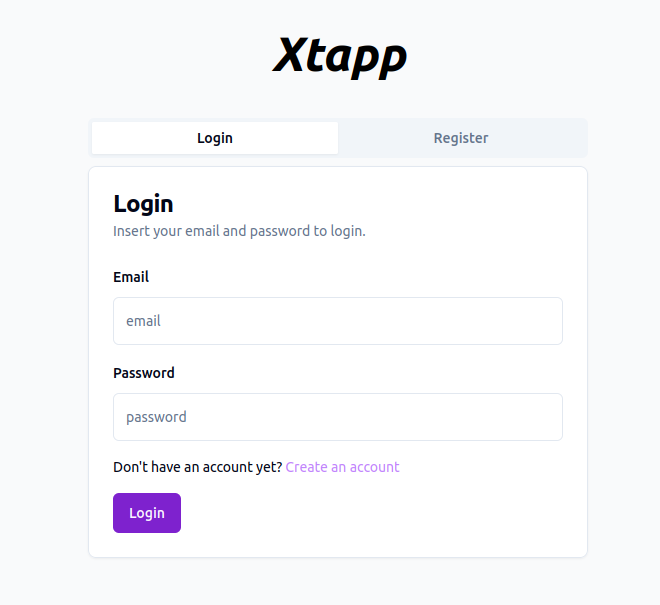 Xtapp
Login Register
Login
Insert your email and password to login.
Email
email
Password
password
Don't have an account yet? Create an account
Login